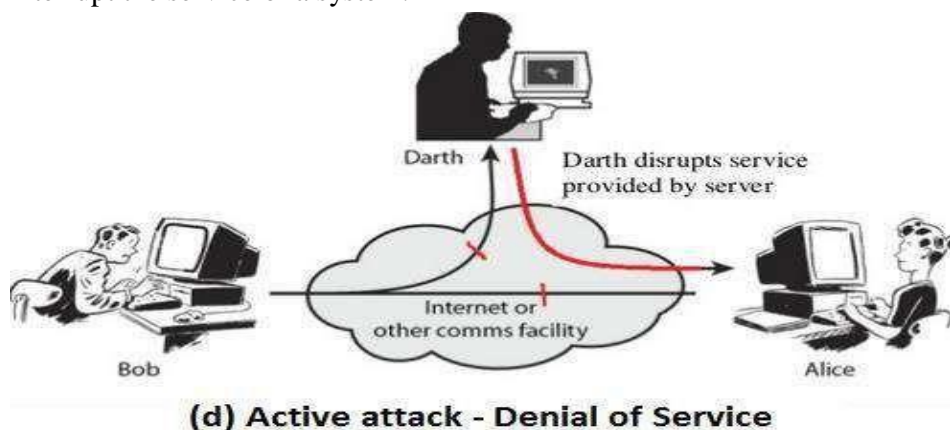 Darth
Darth disrupts service
provided by server
Internet or
other comms facility
Bob
Alice
(d) Active attack - Denial of Service